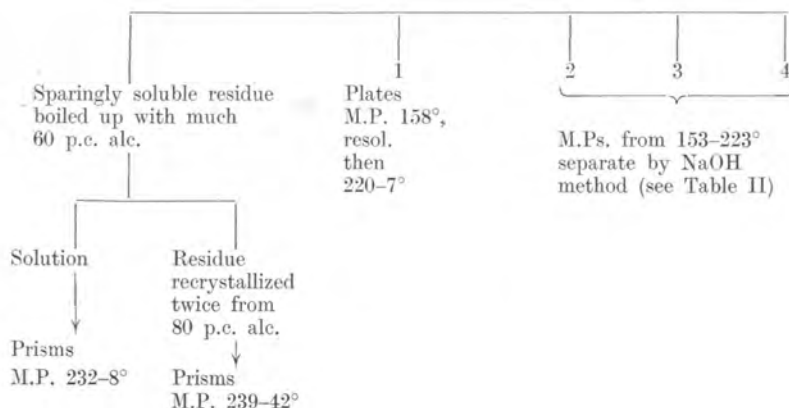 1
2
3
4
Sparingly soluble residue
boiled up with much
60 p.c. alc.
Plates
M.P. 158°,
resol.
then
220–7°
M.Ps. from 153–223°
separate by NaOH
method (see Table II)
Solution
Residue
recrystallized
twice from
80 p.c. alc.
Prisms
M.P. 232–8°
Prisms
M.P. 239–42°